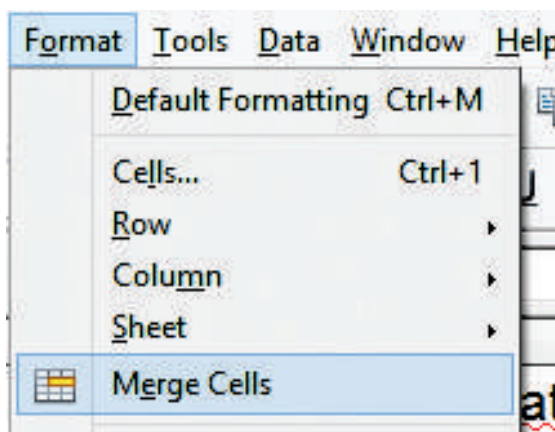 Format Tools Data Window Help
Default Formatting Ctrl+M
Cells... Ctrl+1
Row
Column
Sheet
Merge Cells